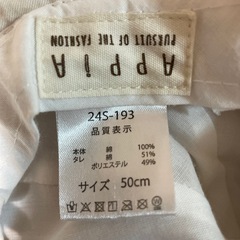 APPiA
PURSUIT OF THE FASHION
24S-193
品質表示
本体 綿 100%
タレ 綿 51%
ポリエステル 49%
サイズ 50cm